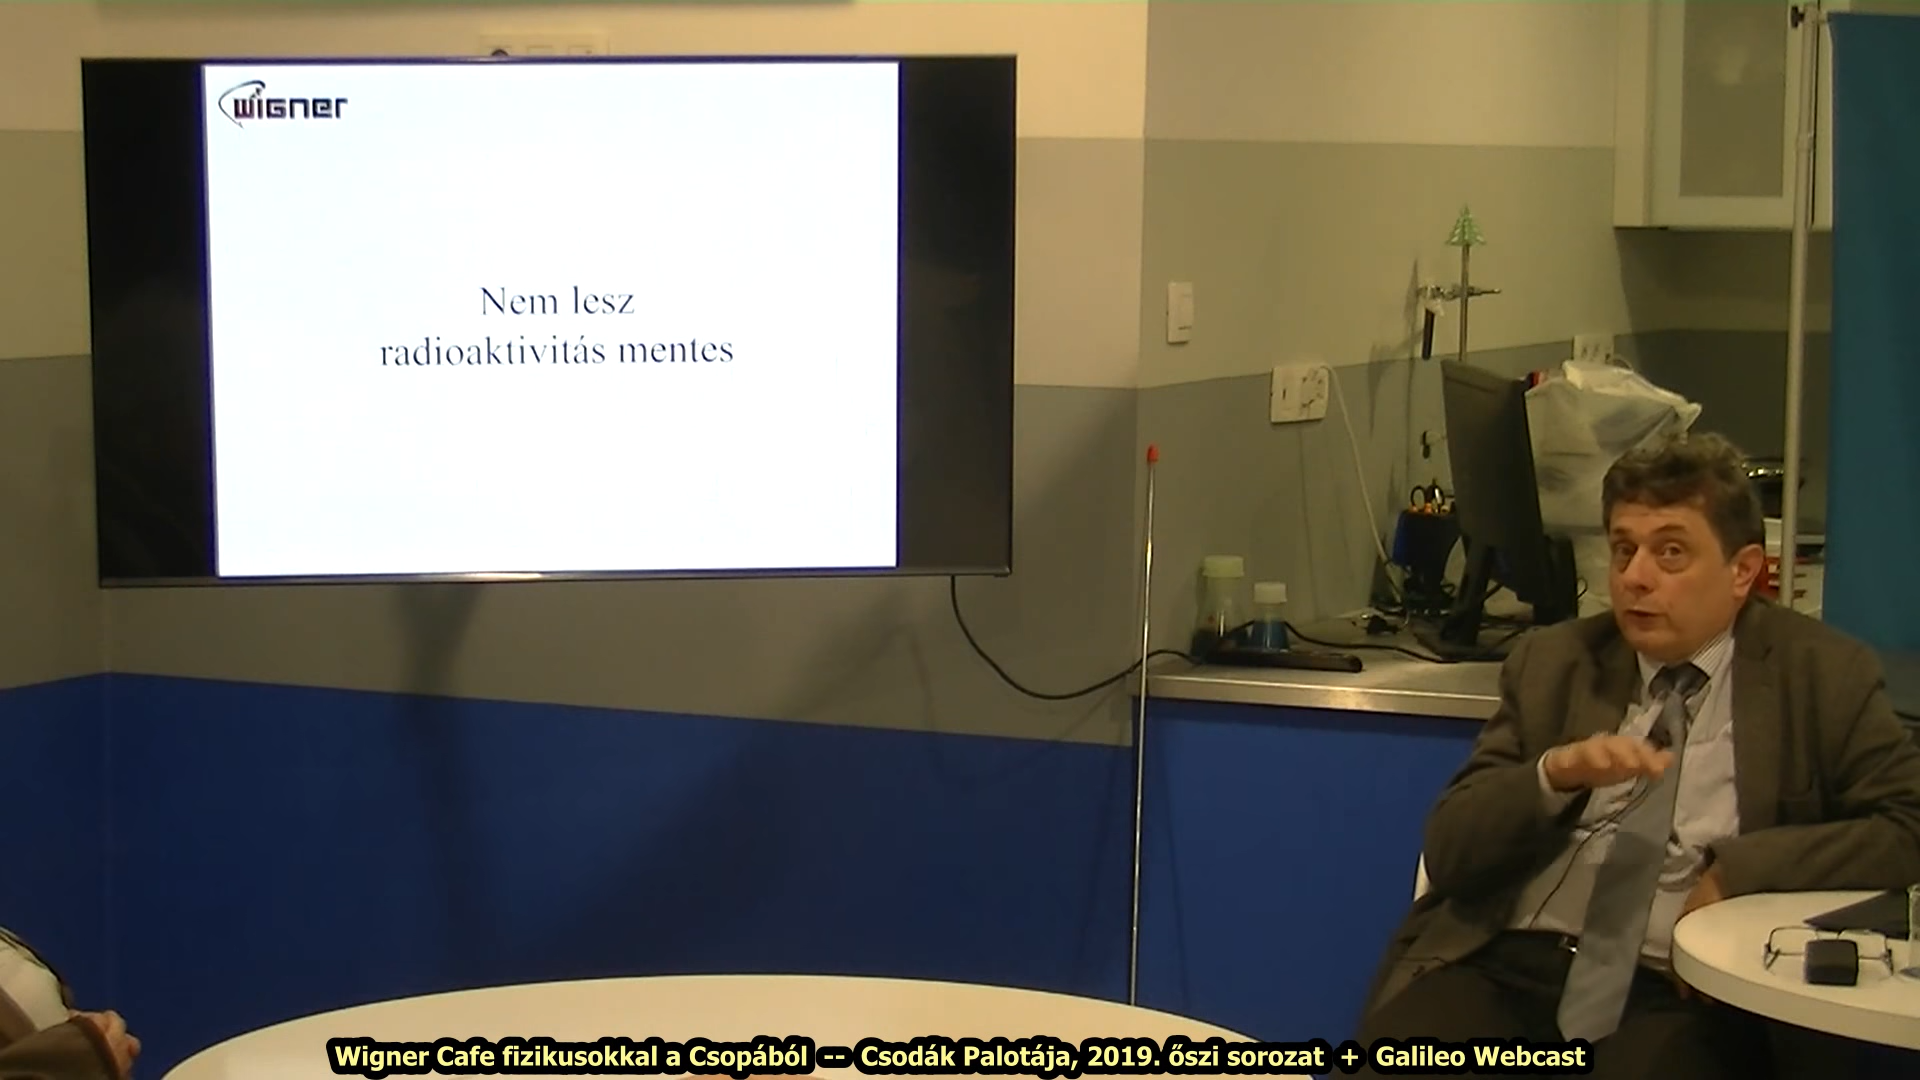 wigner
Nem lesz
radioaktivitás mentes
Wigner Cafe fizikusokkal a Csopából -- Csodák Palotája, 2019. őszi sorozat + Galileo Webcast